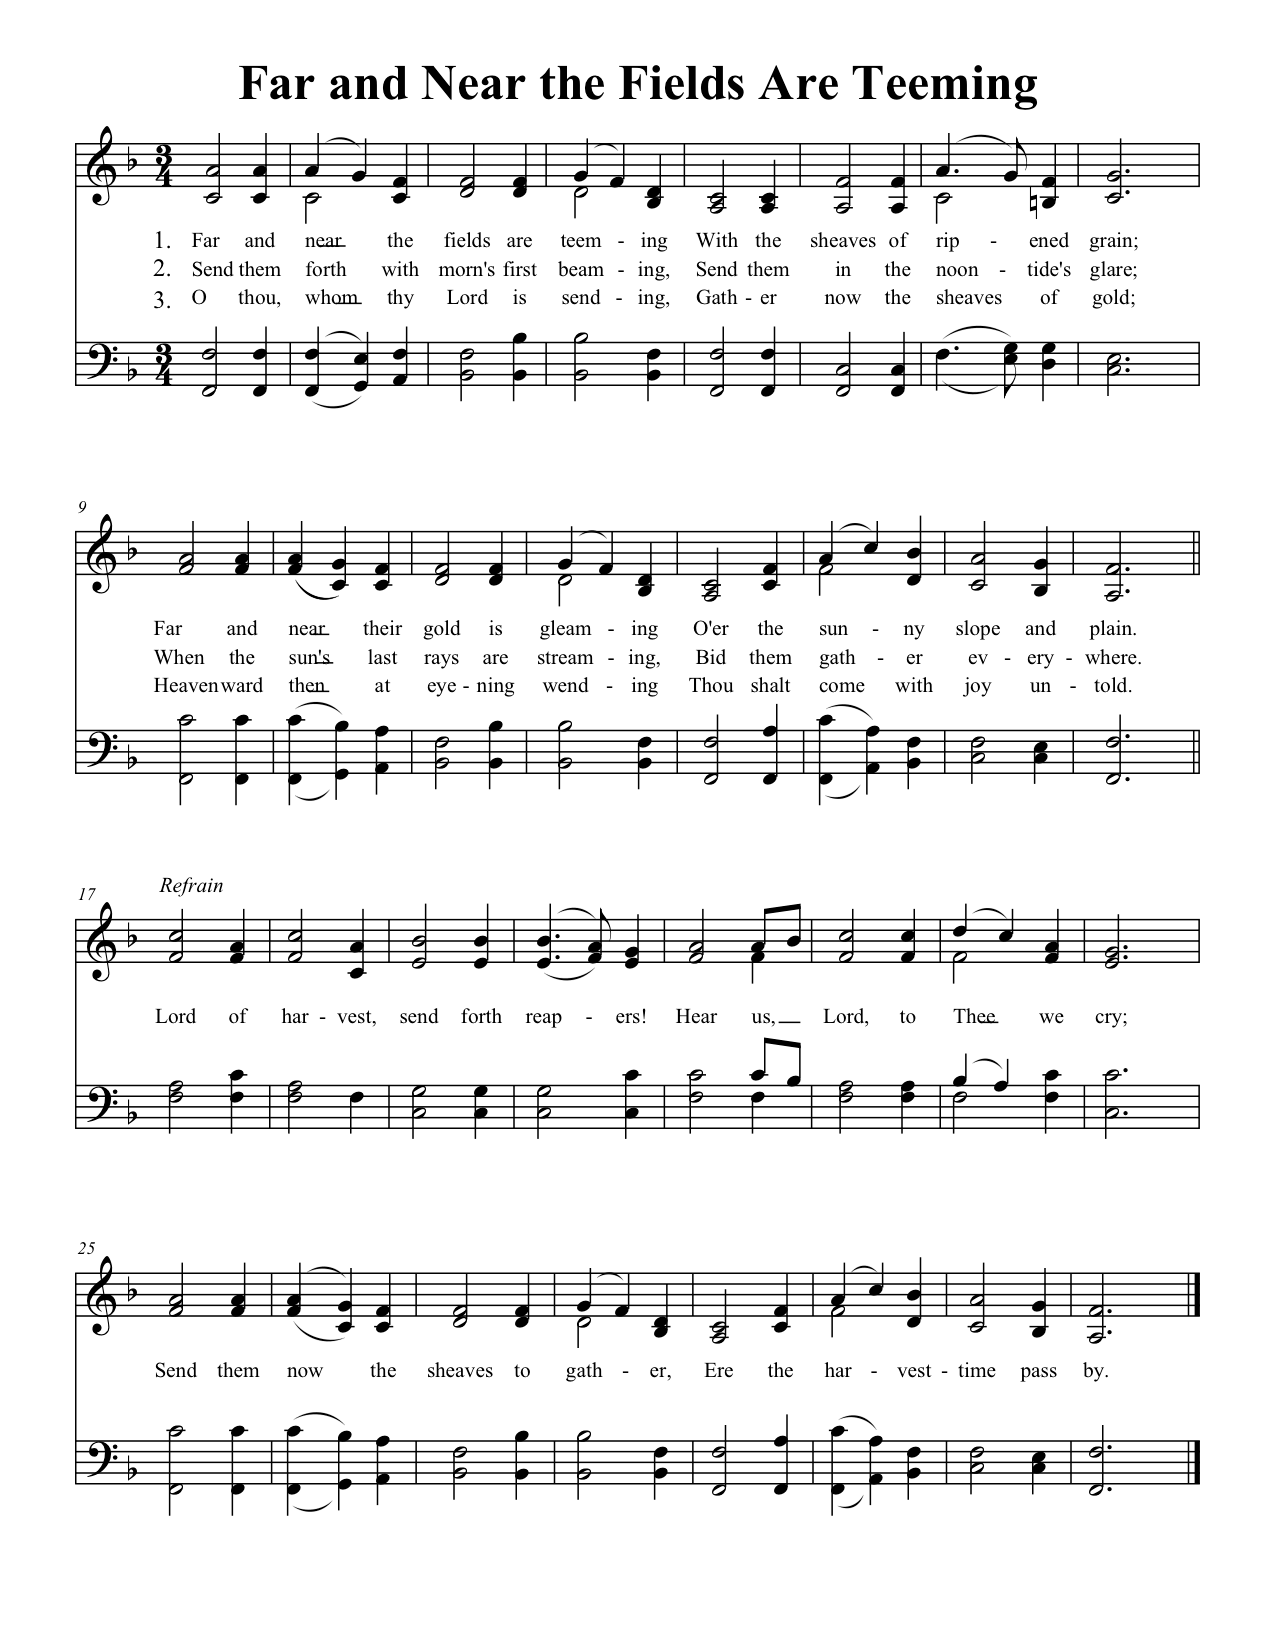 Far and Near the Fields Are Teeming
3 4
1. Far and near the fields are teem - ing With the sheaves of rip - ened grain;
2. Send them forth with morn's first beam - ing, Send them in the noon - tide's glare;
3. O thou, whom thy Lord is send - ing, Gath - er now the sheaves of gold;
3 4
9
Far and near their gold is gleam - ing O'er the sun - ny slope and plain.
When the sun's last rays are stream - ing, Bid them gath - er ev - ery - where.
Heavenward then at eye - ning wend - ing Thou shalt come with joy un - told.
17
Refrain
Lord of har - vest, send forth reap - ers! Hear us, Lord, to Thee we cry;
25
Send them now the sheaves to gath - er, Ere the har - vest - time pass by.